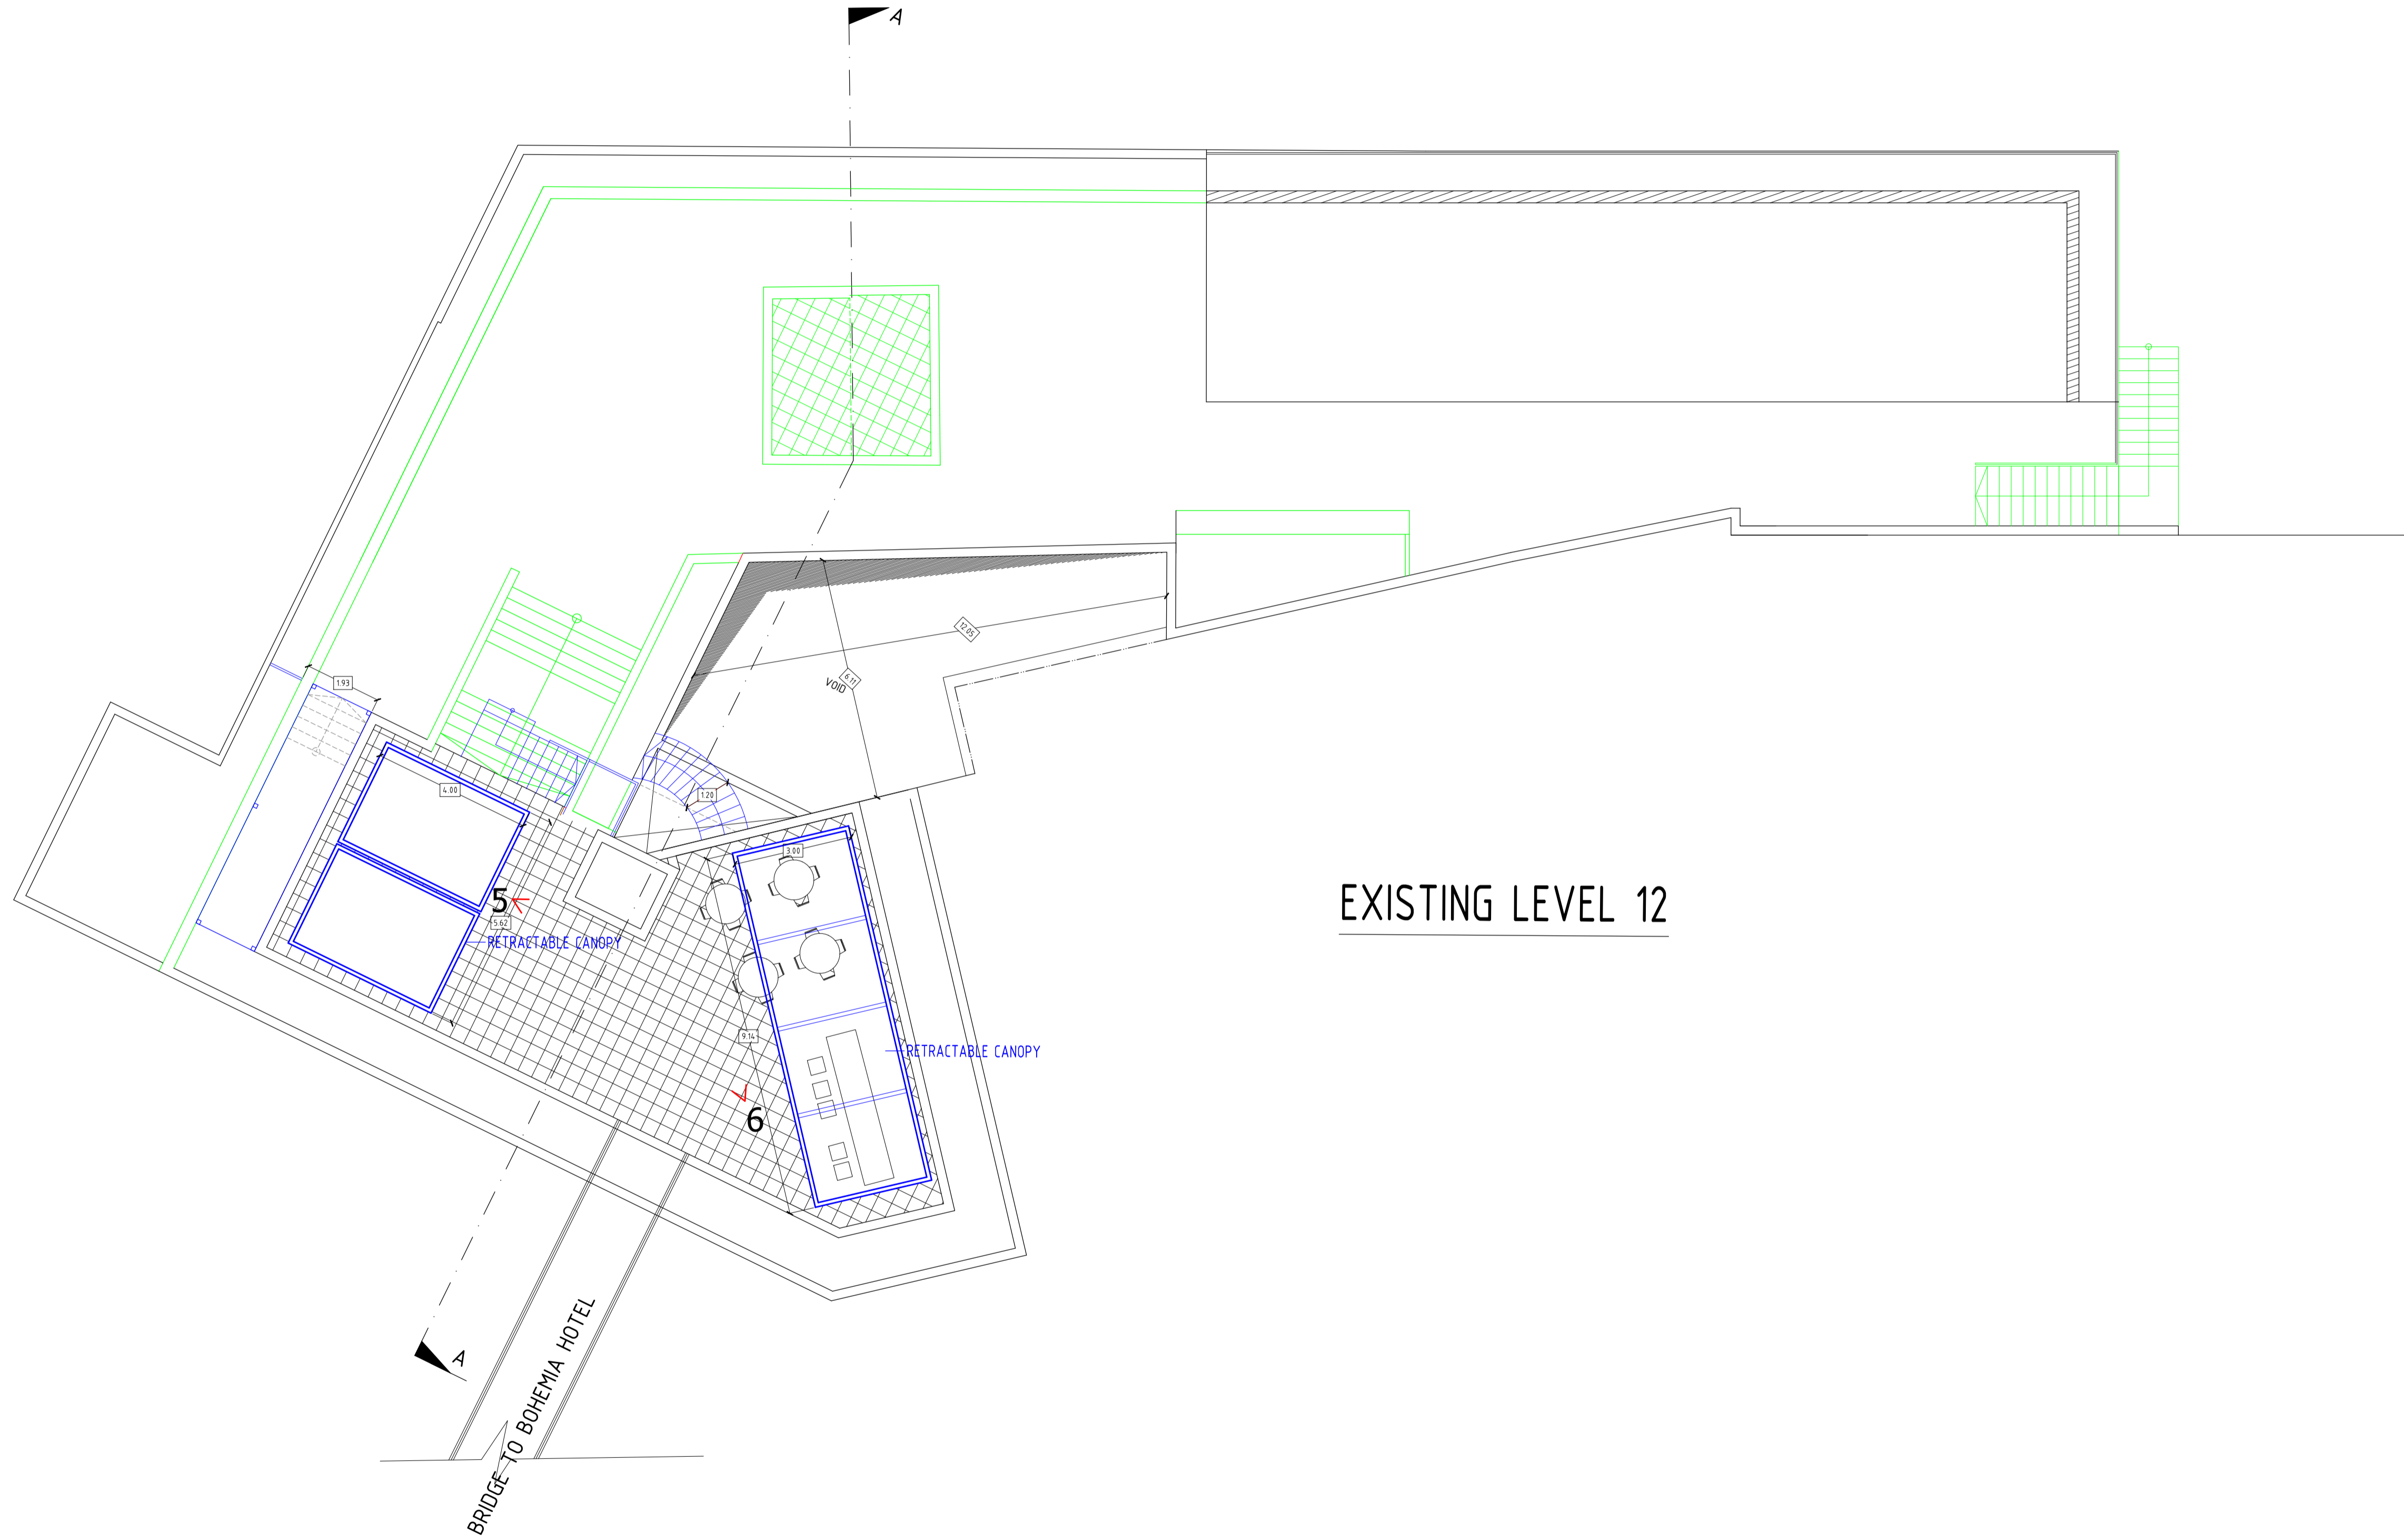 A
12.05
6.11
VOID
1.93
4.00
1.20
3.00
5
5.62
RETRACTABLE CANOPY
EXISTING LEVEL 12
9.14
RETRACTABLE CANOPY
6
A
BRIDGE TO BOHEMIA HOTEL